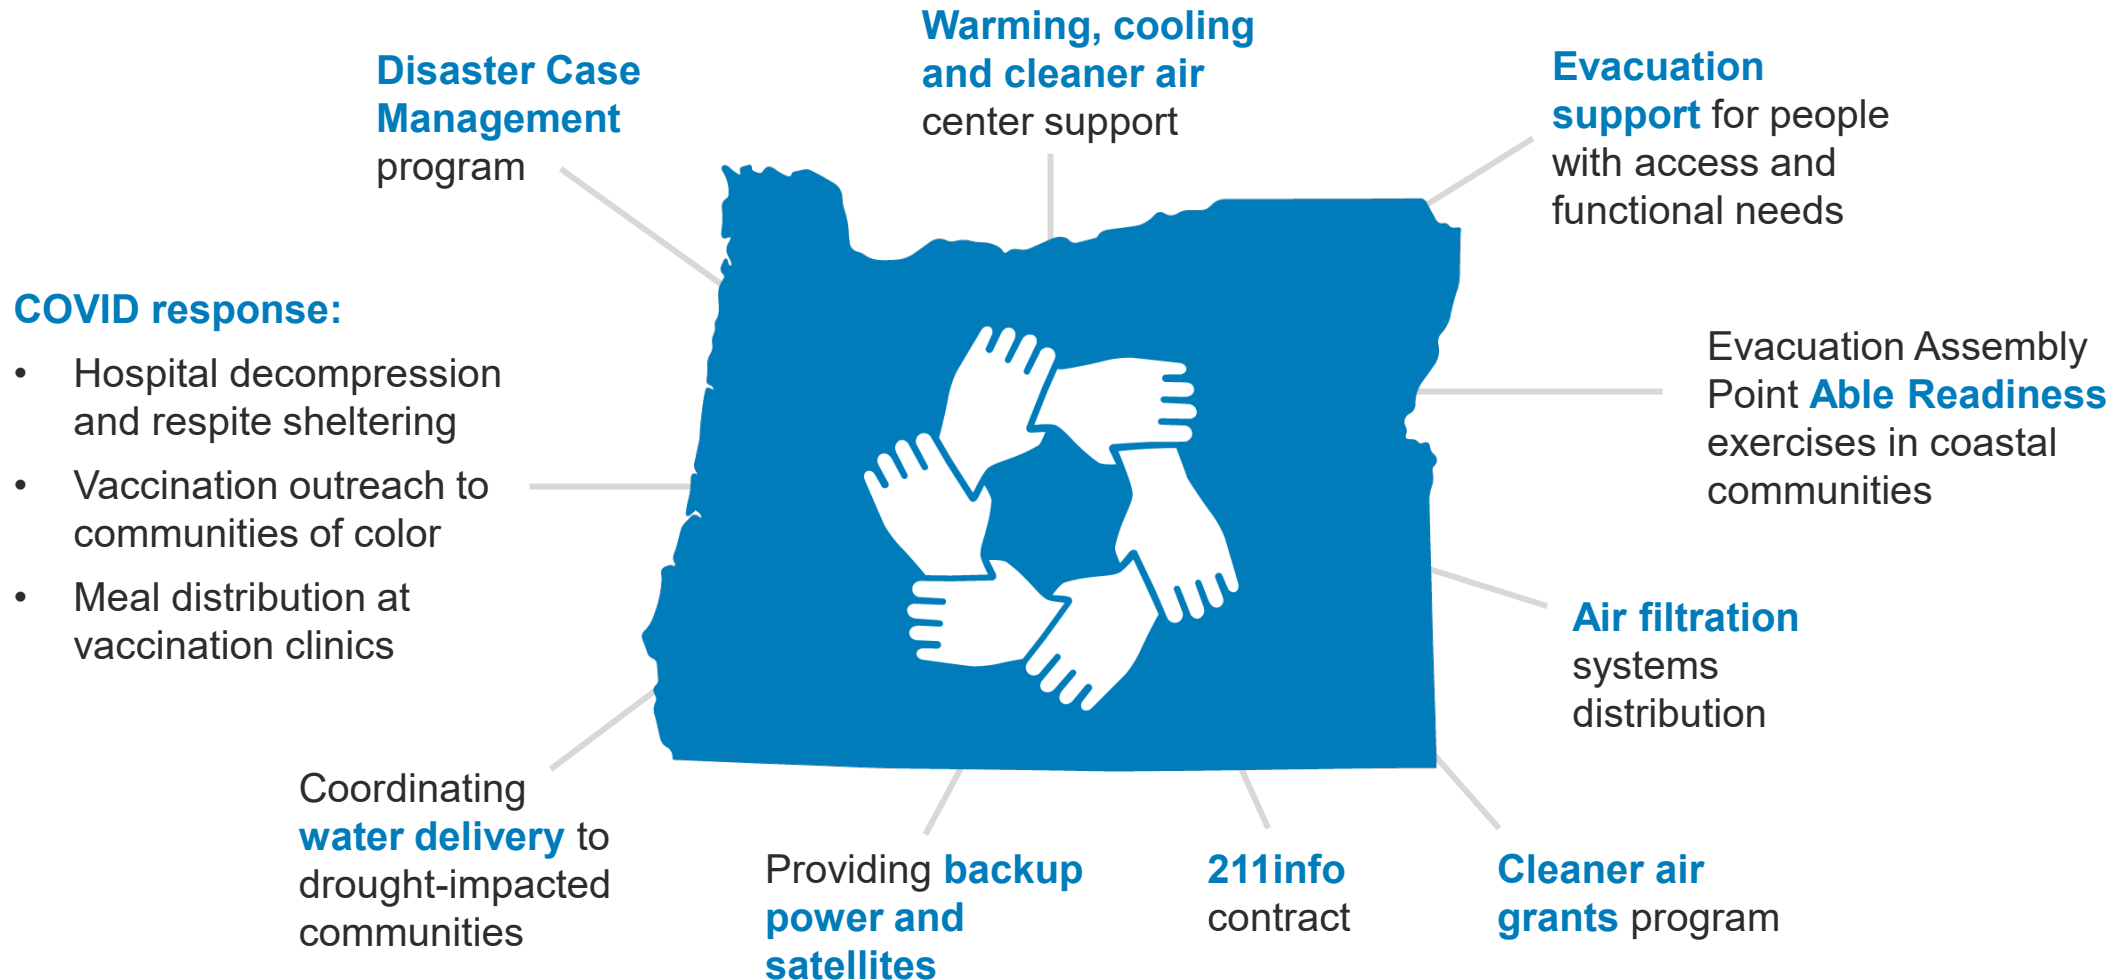 Warming, cooling
and cleaner air
center support
Disaster Case
Management
program
Evacuation
support for people
with access and
functional needs
COVID response:
• Hospital decompression
and respite sheltering
• Vaccination outreach to
communities of color
• Meal distribution at
vaccination clinics
Evacuation Assembly
Point Able Readiness
exercises in coastal
communities
Air filtration
systems
distribution
Coordinating
water delivery to
drought-impacted
communities
Providing backup
power and
satellites
211info
contract
Cleaner air
grants program